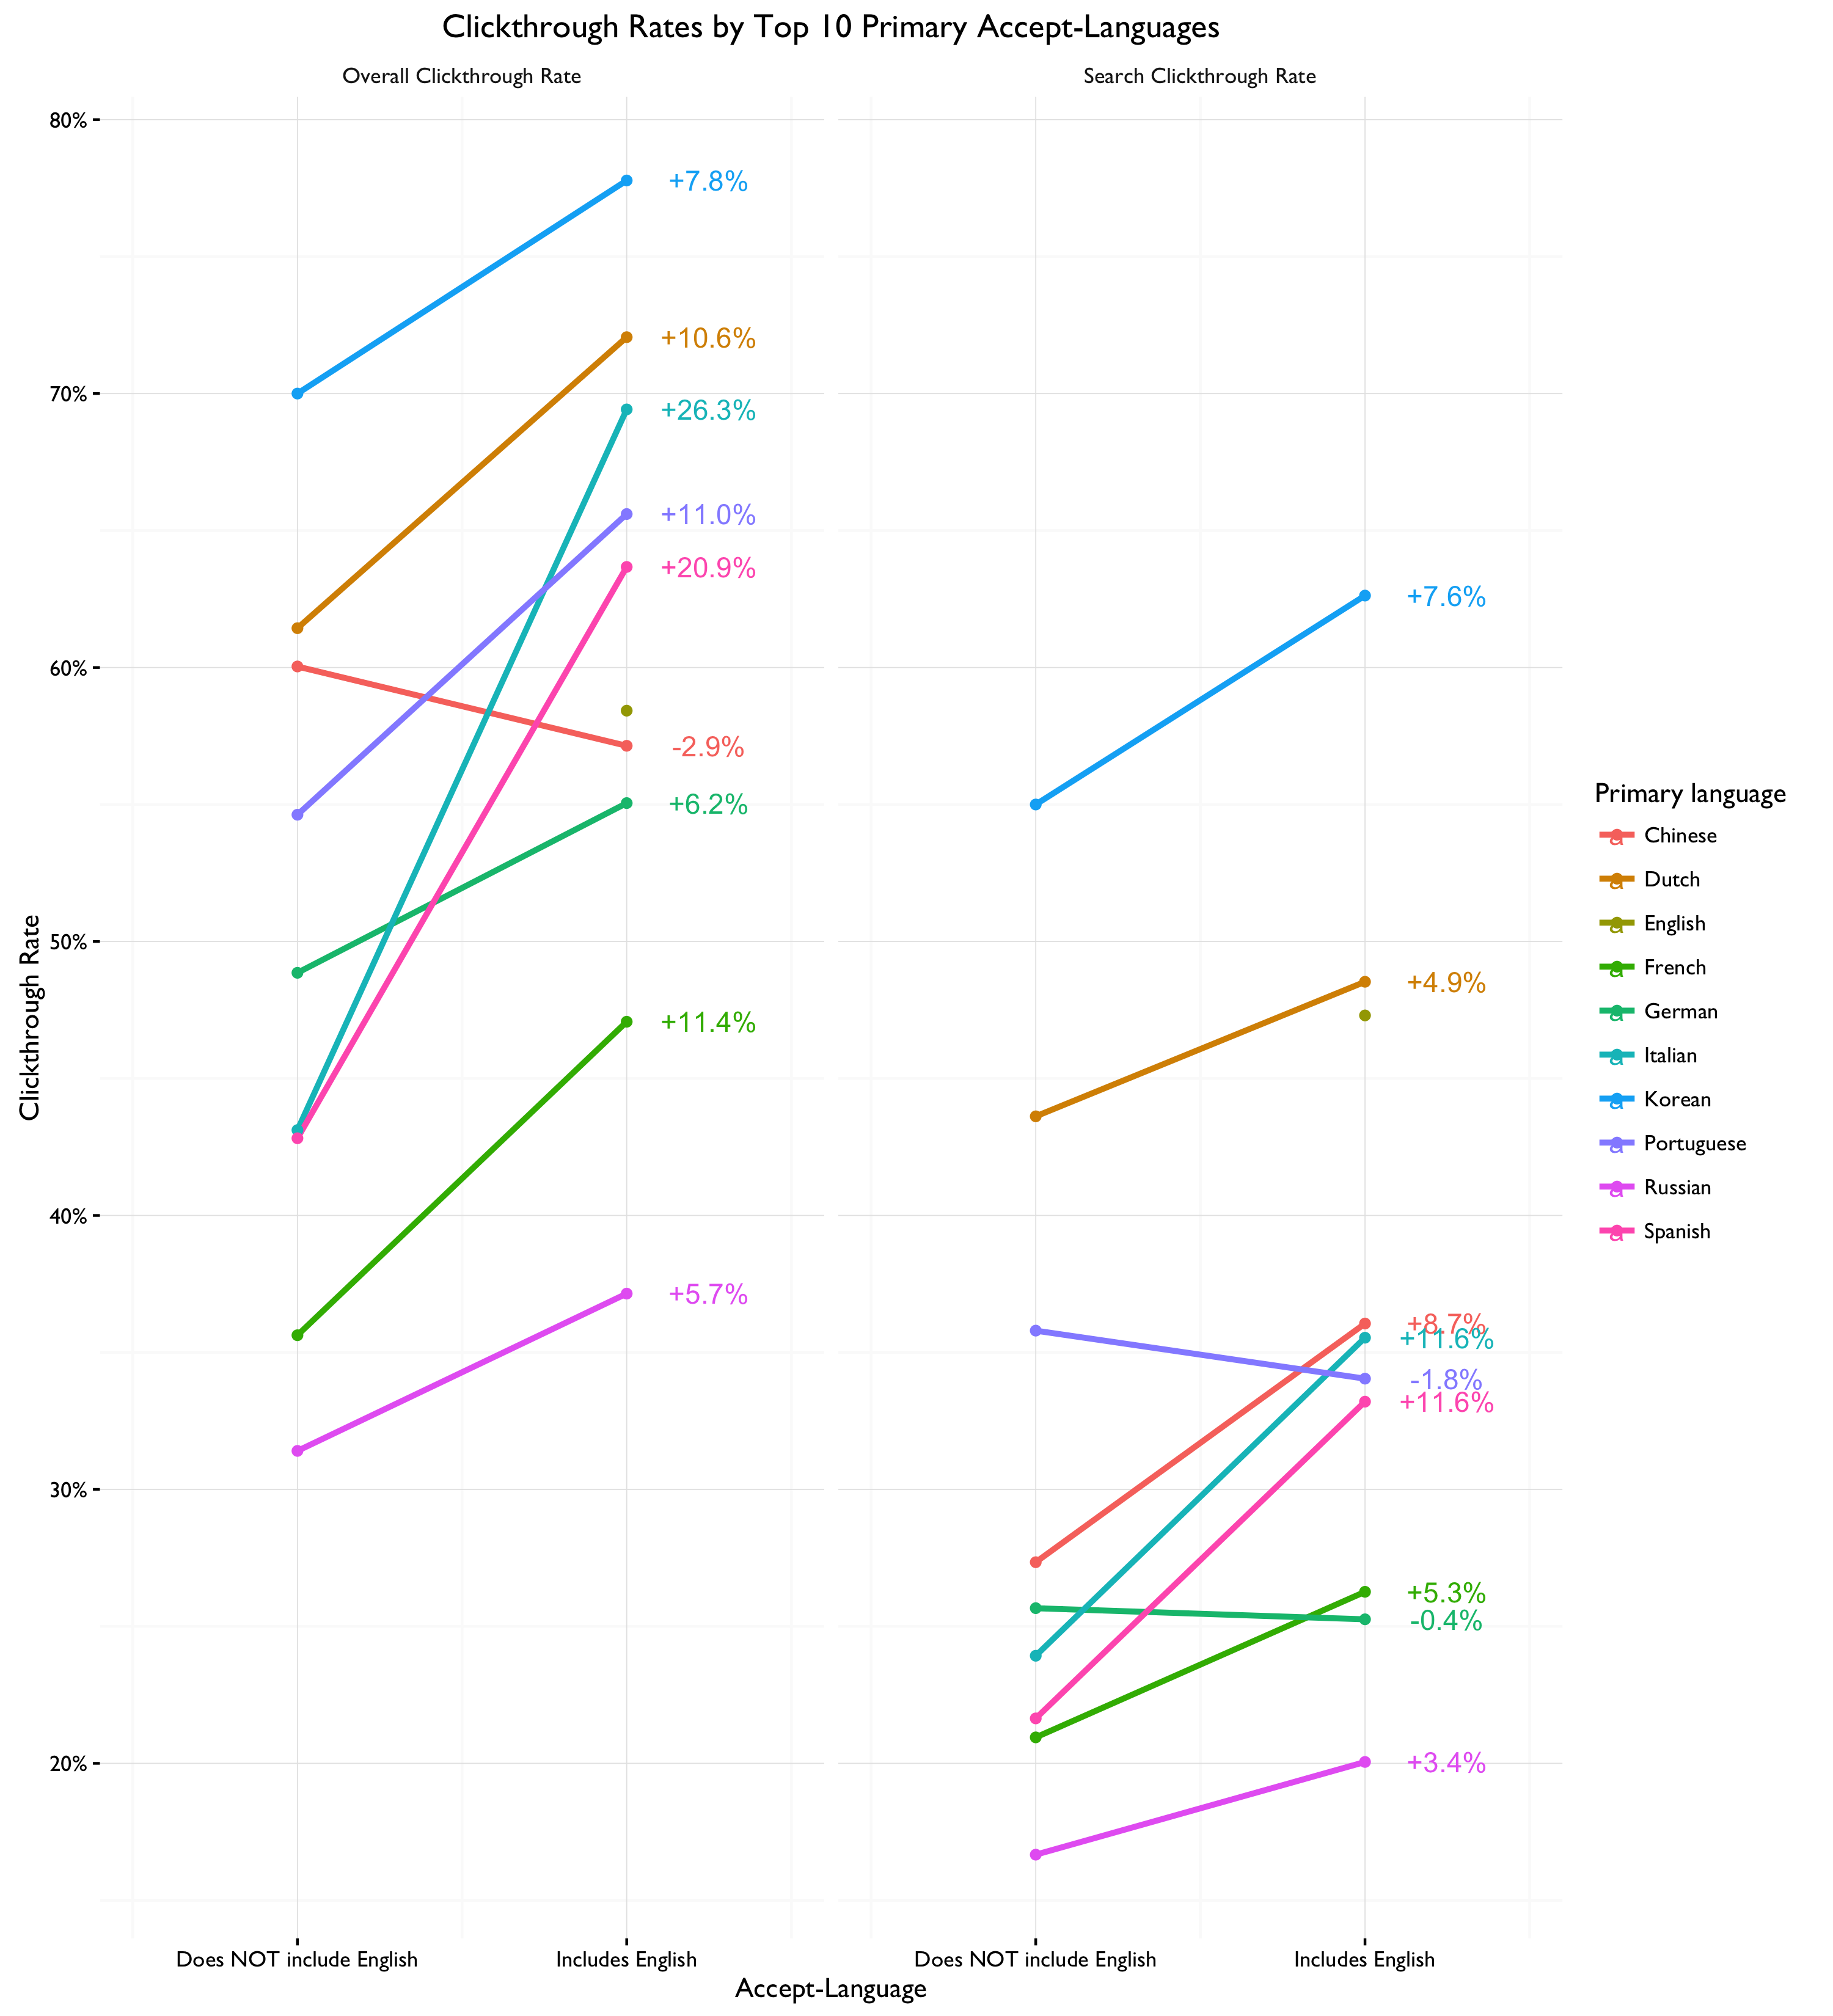 Clickthrough Rates by Top 10 Primary Accept-Languages
Overall Clickthrough Rate
Search Clickthrough Rate
Clickthrough Rate
80%
70%
60%
50%
40%
30%
20%
+7.8%
+10.6%
+26.3%
+11.0%
+20.9%
-2.9%
+6.2%
+11.4%
+5.7%
+7.6%
+4.9%
+8.7%
+11.6%
-1.8%
+11.6%
+5.3%
-0.4%
+3.4%
Does NOT include English
Includes English
Does NOT include English
Includes English
Accept-Language
Primary language
a Chinese
a Dutch
a English
a French
a German
a Italian
a Korean
a Portuguese
a Russian
a Spanish